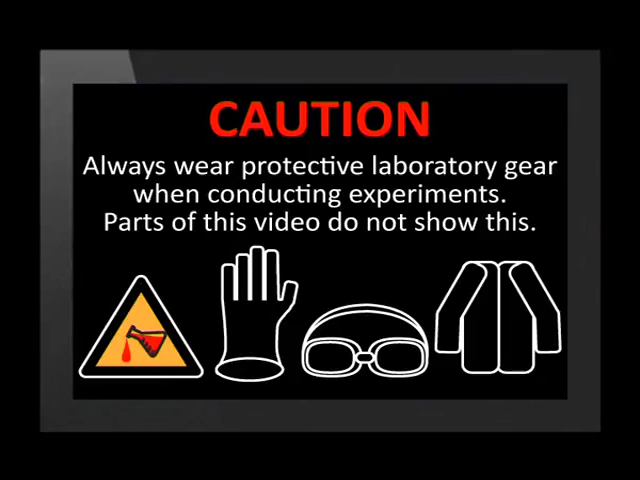 CAUTION
Always wear protective laboratory gear
when conducting experiments.
Parts of this video do not show this.